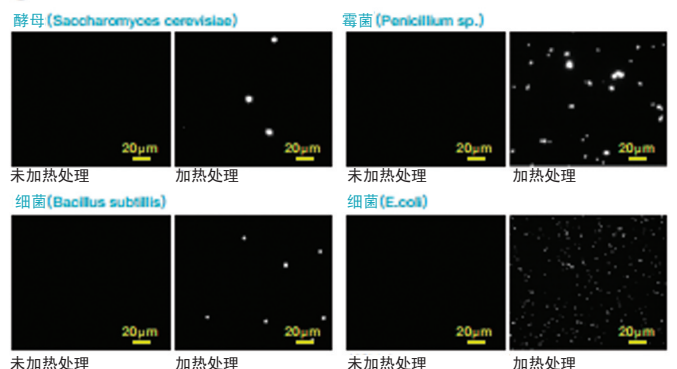 酵母(Saccharomyces cerevisiae)
霉菌(Penicillium sp.)
20μm
20μm
20μm
20μm
未加热处理
加热处理
未加热处理
加热处理
细菌(Bacillus subtillis)
细菌(E.coli)
20μm
20μm
20μm
20μm
未加热处理
加热处理
未加热处理
加热处理